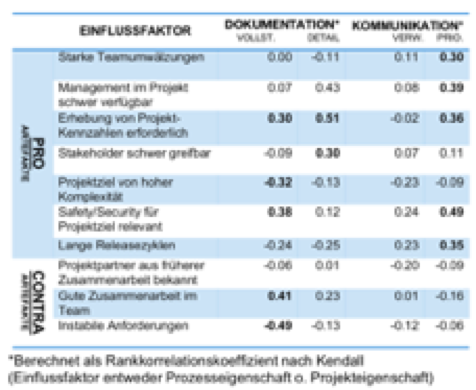 EINFLUSSFAKTOR DOKUMENTATION* KOMMUNIKATION*
VOLLST. DETAIL VERW. PRIO.
PRO
ARTEFAKTE
Starke Teamumwälzungen 0.00 -0.11 0.11 0.30
Management im Projekt
schwer verfügbar 0.07 0.43 0.08 0.39
Erhebung von Projekt-
Kennzahlen erforderlich 0.30 0.51 -0.02 0.36
Stakeholder schwer greifbar -0.09 0.30 0.07 0.11
Projektziel von hoher
Komplexität -0.32 -0.13 -0.23 -0.09
Safety/Security für
Projektziel relevant 0.38 0.12 0.24 0.49
Lange Releasezyklen -0.24 -0.25 0.23 0.35
CONTRA
ARTEFAKTE
Projektpartner aus früherer
Zusammenarbeit bekannt -0.06 0.01 -0.20 -0.09
Gute Zusammenarbeit im
Team 0.41 0.23 0.01 -0.16
Instabile Anforderungen -0.49 -0.13 -0.12 -0.06
*Berechnet als Rankkorrelationskoeffizient nach Kendall
(Einflussfaktor entweder Prozesseigenschaft o. Projekteigenschaft)